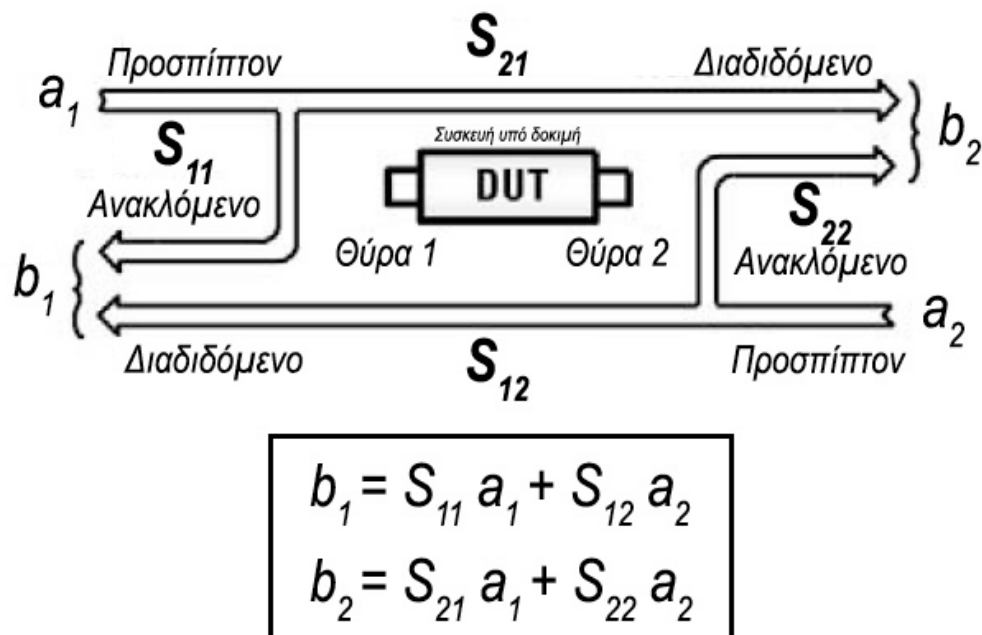 S21
Προσπίπτον
Διαδιδόμενο
a1
b2
S11
Συσκευή υπό δοκιμή
DUT
Ανακλόμενο
S22
Θύρα 1
Θύρα 2
Ανακλόμενο
b1
a2
Διαδιδόμενο
S12
Προσπίπτον
b1 = S11 a1 + S12 a2
b2 = S21 a1 + S22 a2